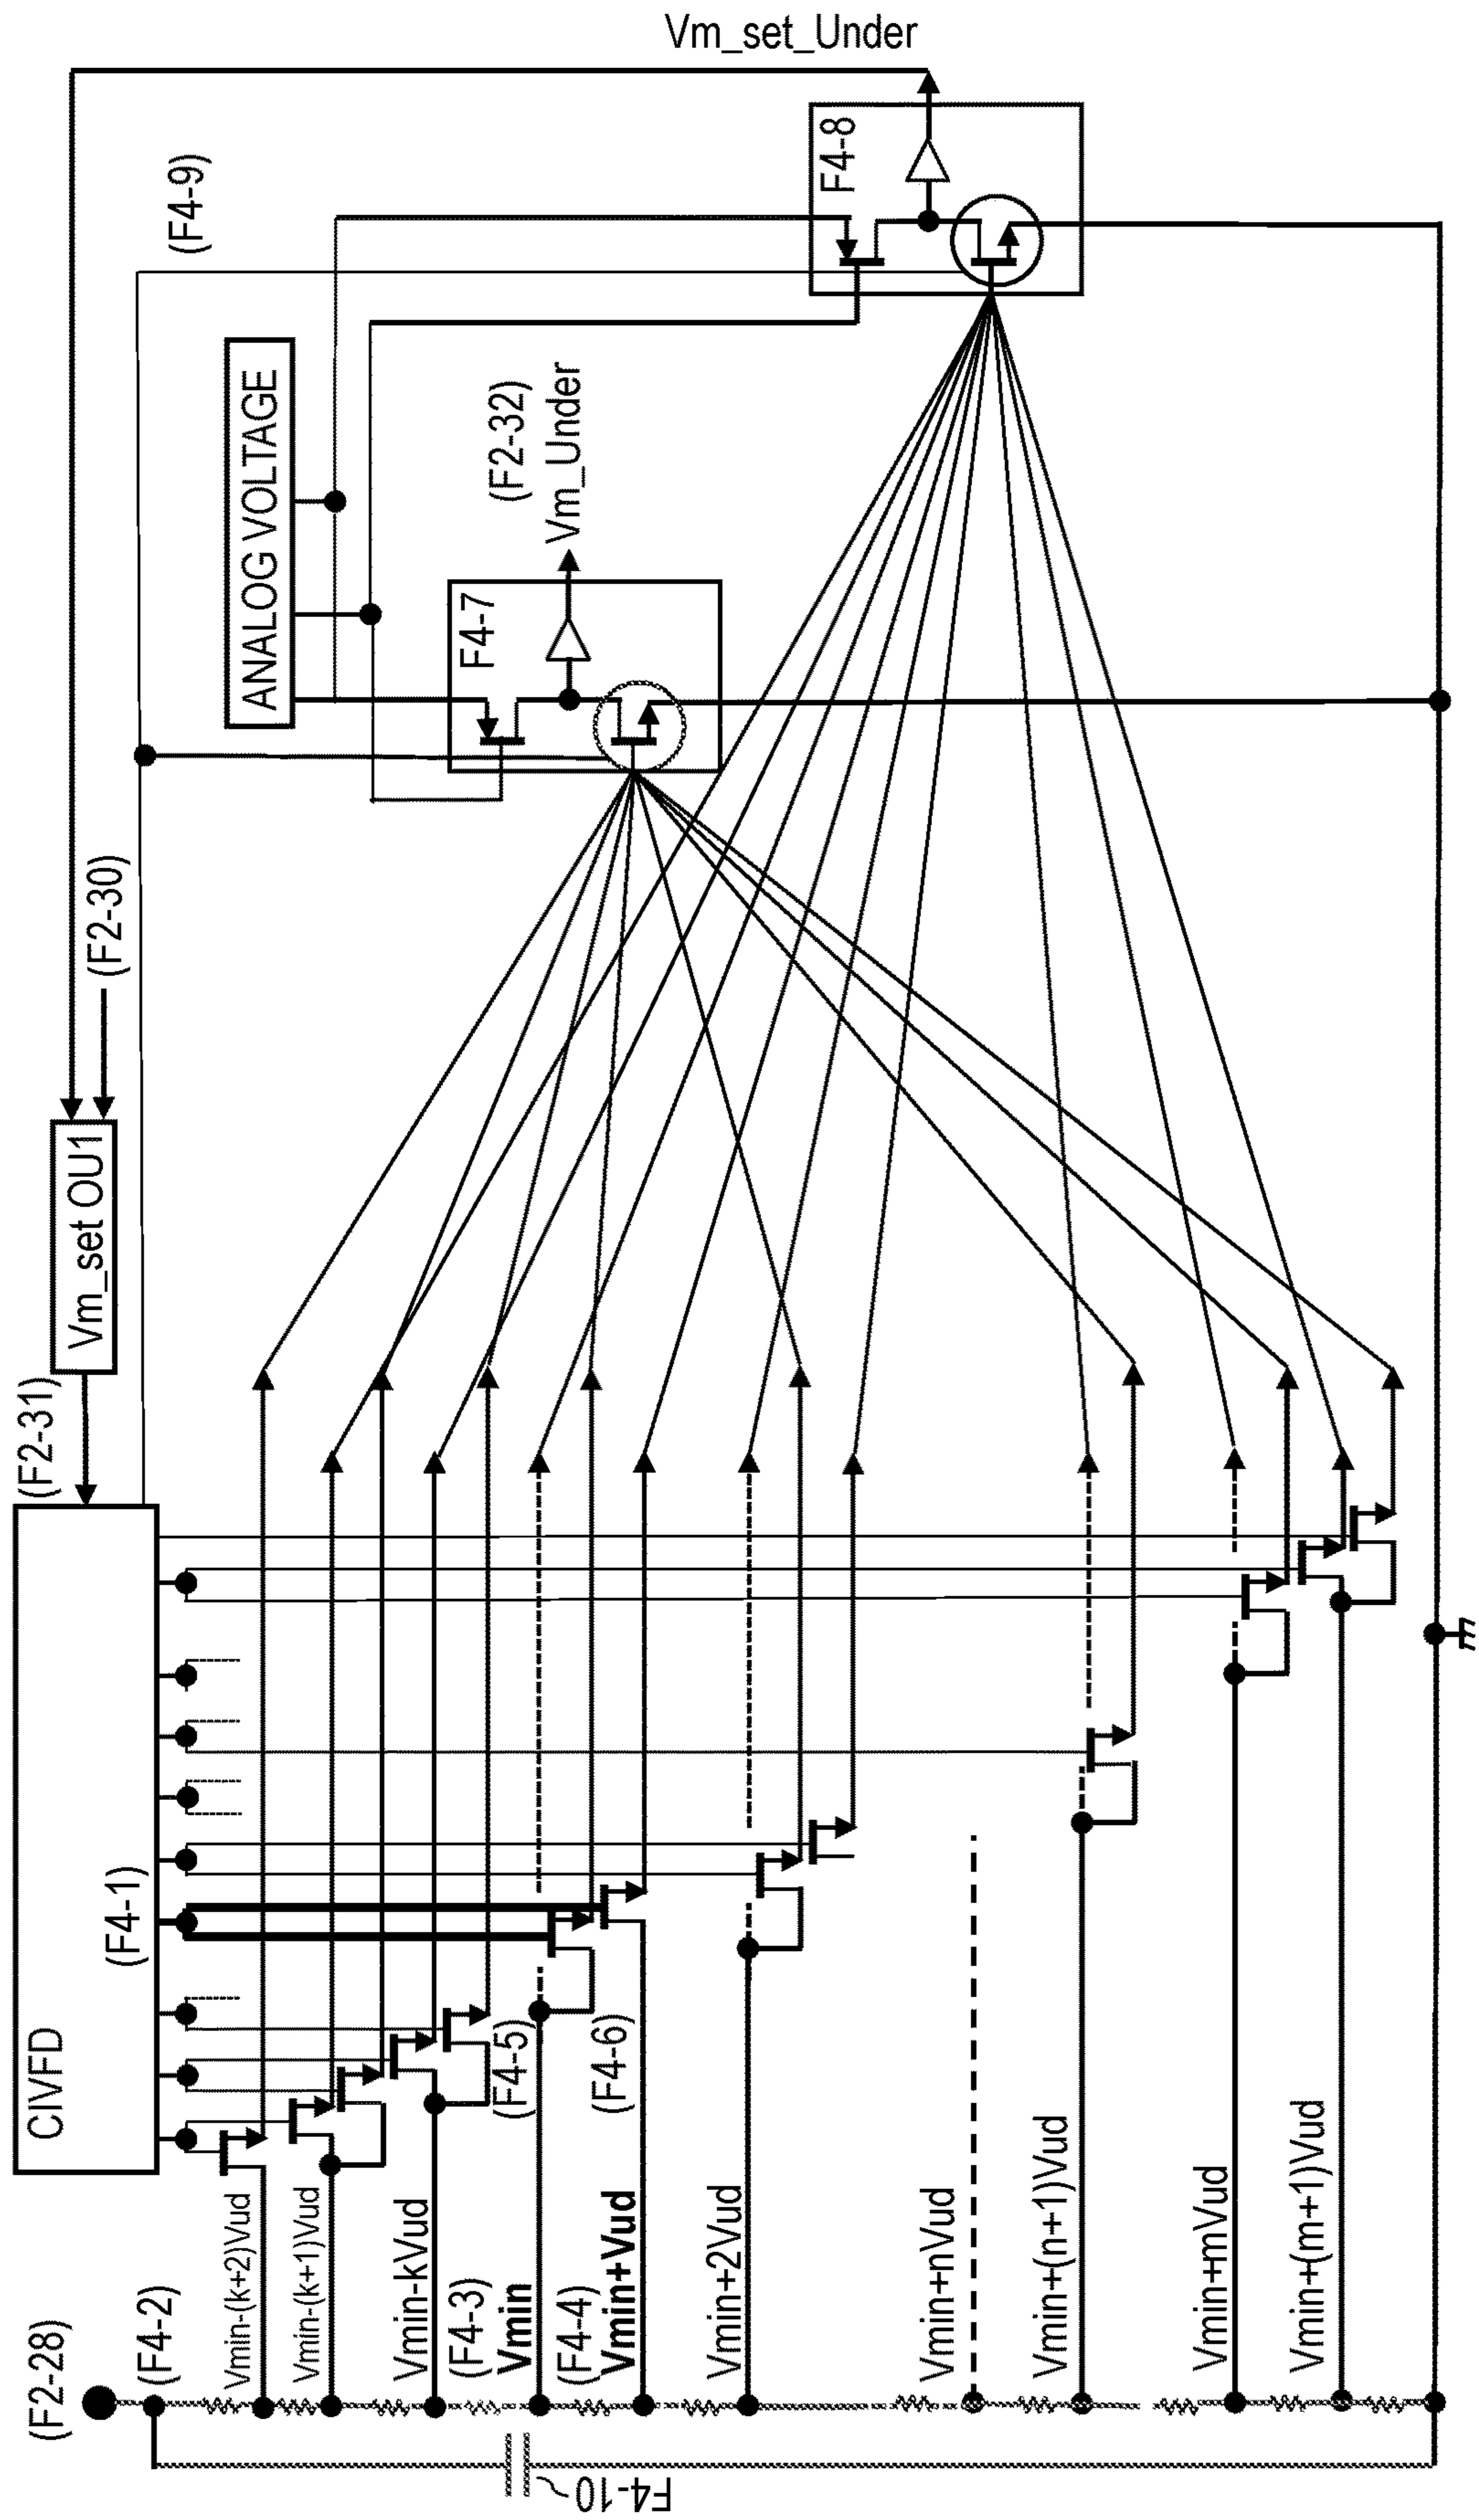 Vm_set_Under
(F4-9)
F4-8
ANALOG VOLTAGE
(F2-32)
Vm_Under
F4-7
(F2-30)
Vm_set OU1
(F2-31)
CIVFD
(F4-1)
(F4-5)
(F4-6)
(F2-28)
(F4-2)
Vmin-(k+2)Vud
Vmin-(k+1)Vud
Vmin-kVud
(F4-3)
Vmin
(F4-4)
Vmin+Vud
Vmin+2Vud
Vmin+nVud
Vmin+(n+1)Vud
Vmin+mVud
Vmin+(m+1)Vud
F4-10